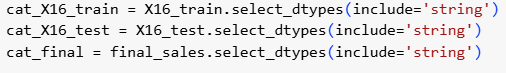 cat_X16_train = X16_train.select_dtypes(include='string')
cat_X16_test = X16_test.select_dtypes(include='string')
cat_final = final_sales.select_dtypes(include='string')